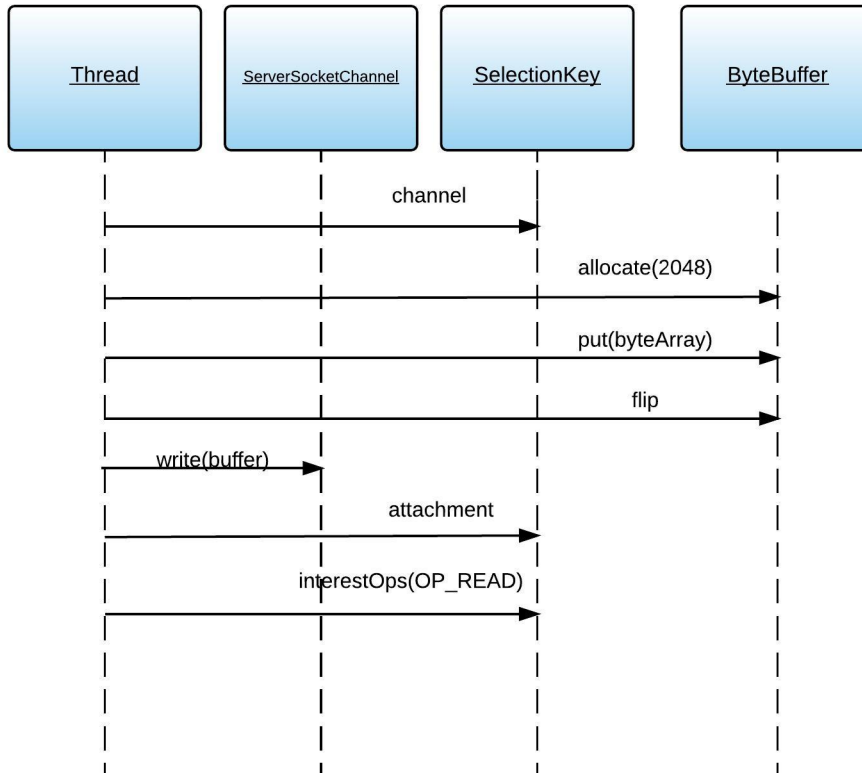 Thread
ServerSocketChannel
SelectionKey
ByteBuffer
channel
allocate(2048)
put(byteArray)
flip
write(buffer)
attachment
interestOps(OP_READ)